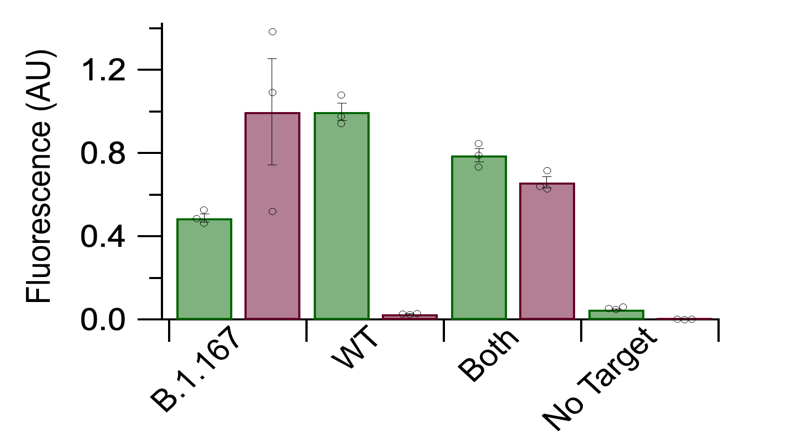 Fluorescence (AU)
1.2
0.8
0.4
0.0
B.1.167
WT
Both
No Target